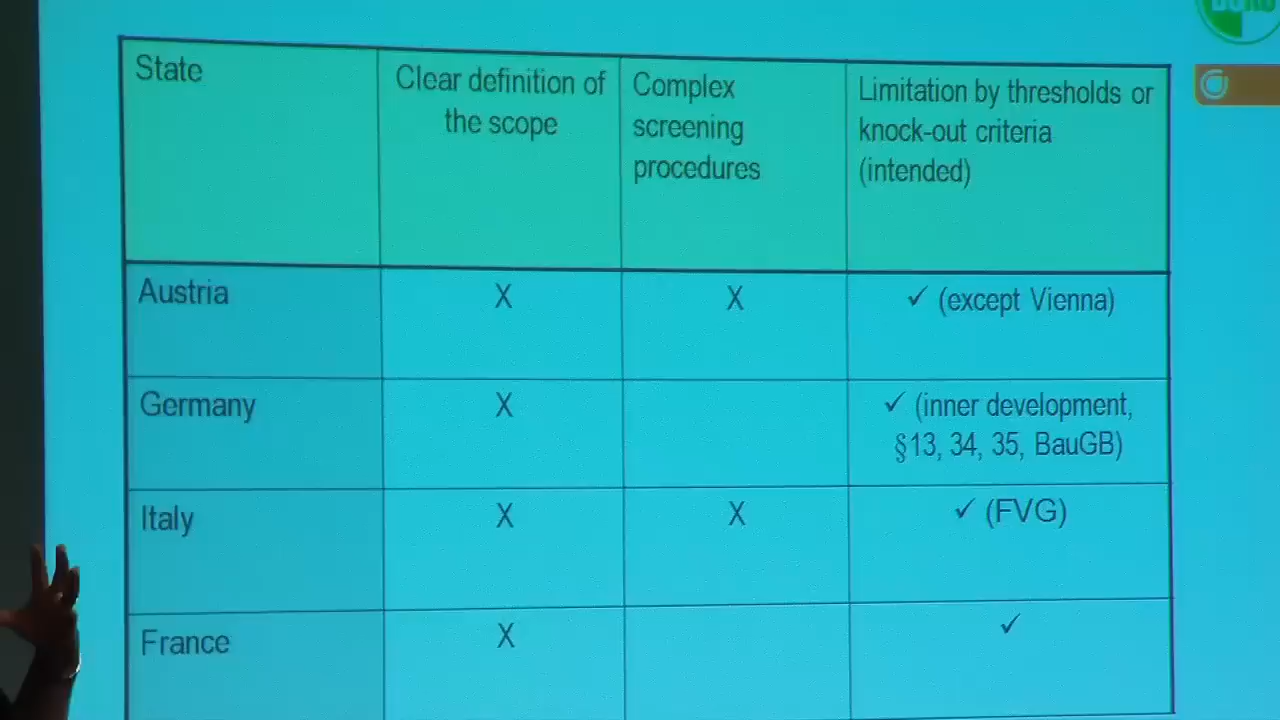 State
Clear definition of
the scope
Complex
screening
procedures
Limitation by thresholds or
knock-out criteria
(intended)
Austria
X
X
✓ (except Vienna)
Germany
X
✓ (inner development,
§13, 34, 35, BauGB)
Italy
X
X
✓ (FVG)
France
X
✓